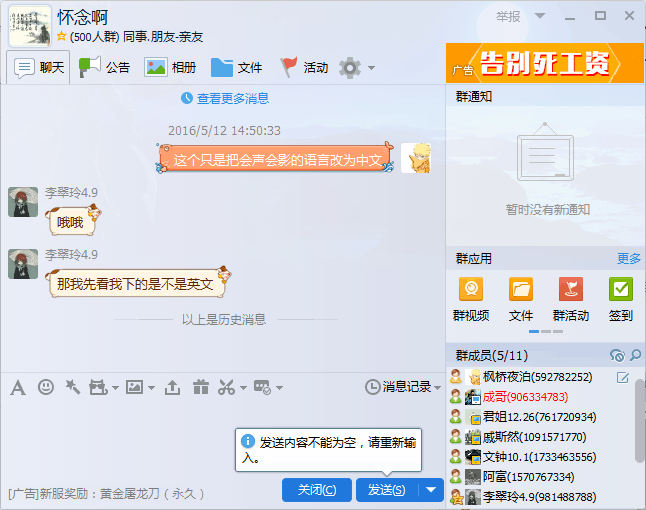 怀念啊
举报
(500人群) 同事.朋友-亲友
聊天
公告
相册
文件
活动
广告
告别死工资
查看更多消息
2016/5/12 14:50:33
这个只是把会声会影的语言改为中文
李翠玲4.9
哦哦
李翠玲4.9
那我先看我下的是不是英文
以上是历史消息
群通知
暂时没有新通知
群应用
更多
群视频
文件
群活动
签到
群成员(5/11)
枫桥夜泊(592782252)
成哥(906334783)
君姐12.26(761720934)
戚斯然(1091571770)
文钟10.1(1733463556)
阿富(1570767334)
李翠玲4.9(981488788)
消息记录
发送内容不能为空，请重新输
入。
[广告]新服奖励：黄金屠龙刀（永久）
关闭(C)
发送(S)